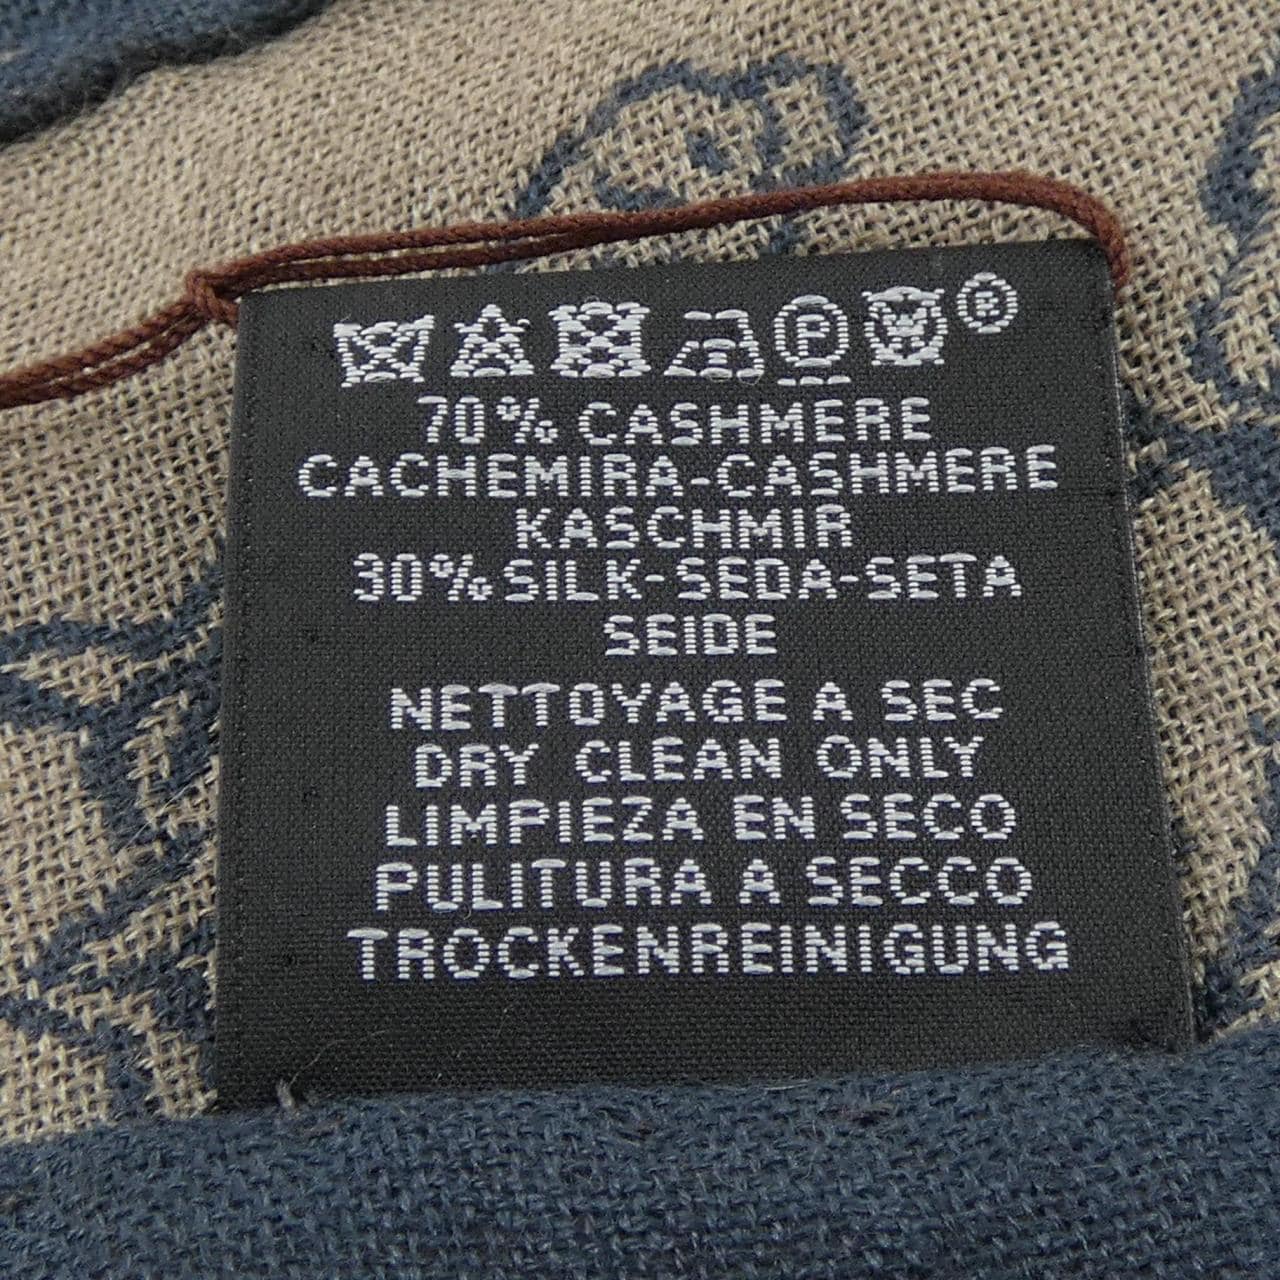 P ®
70% CASHMERE
CACHEMIRA-CASHMERE
KASCHMIR
30% SILK-SEDA-SETA
SEIDE
NETTOYAGE A SEC
DRY CLEAN ONLY
LIMPIEZA EN SECO
PULITURA A SECCO
TROCKENREINIGUNG